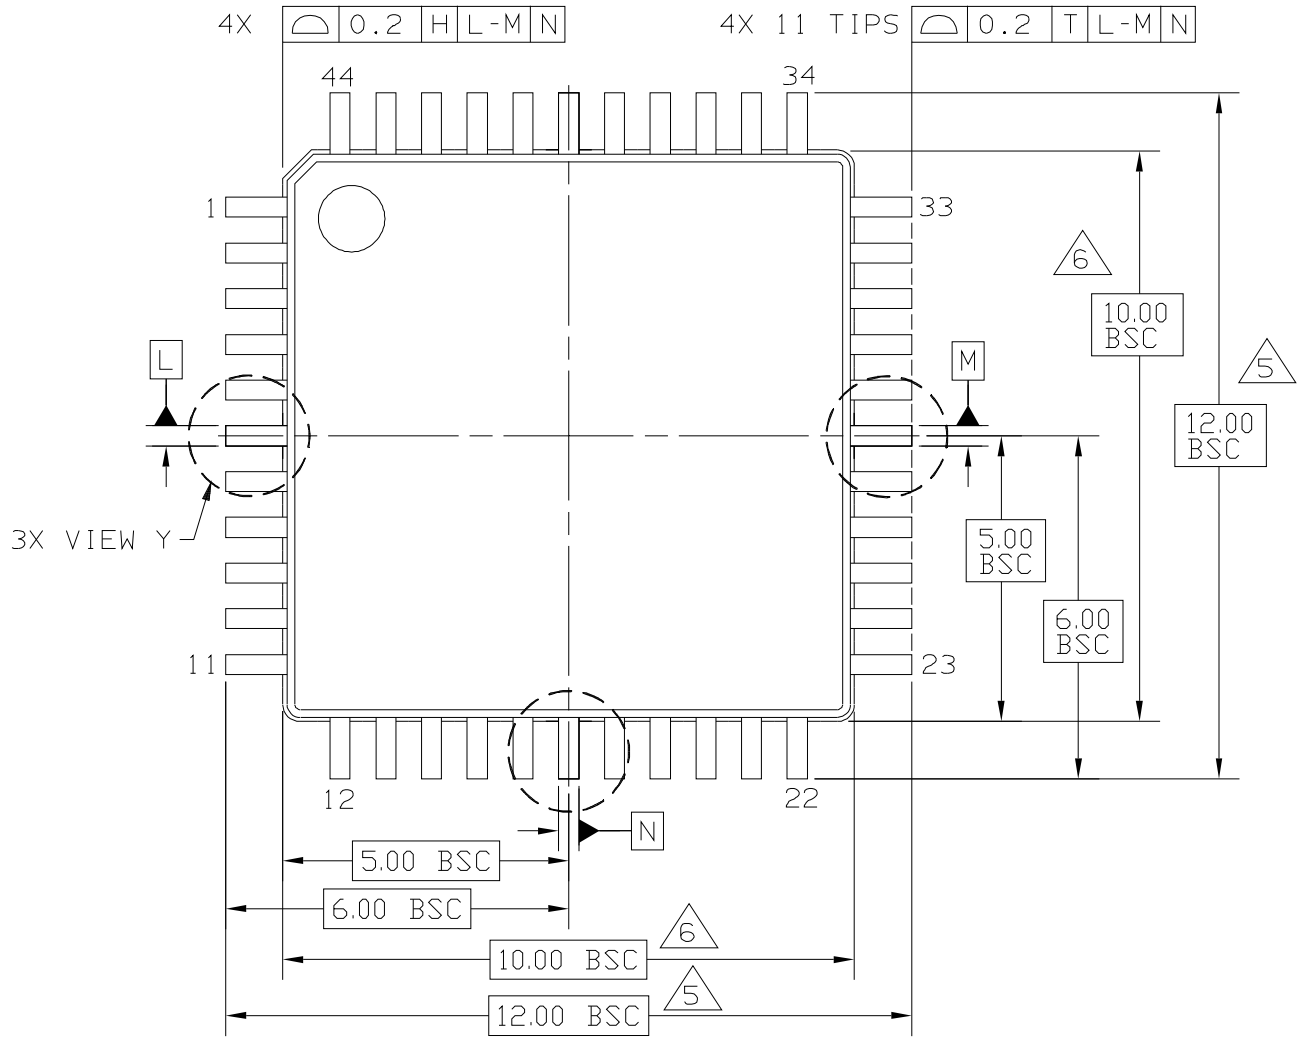 4X 0.2 H L-M N
4X 11 TIPS 0.2 T L-M N
44
34
1
33
6
10.00
BSC
5
L
M
12.00
BSC
3X VIEW Y
5.00
BSC
6.00
BSC
11
23
12
22
N
5.00 BSC
6.00 BSC
6
10.00 BSC
5
12.00 BSC